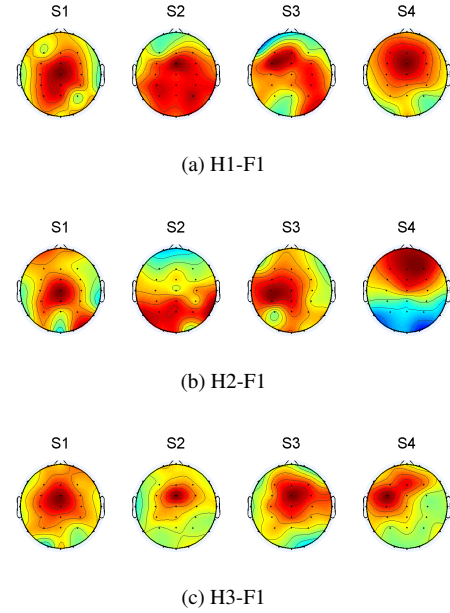 S1 S2 S3 S4
(a) H1-F1
S1 S2 S3 S4
(b) H2-F1
S1 S2 S3 S4
(c) H3-F1